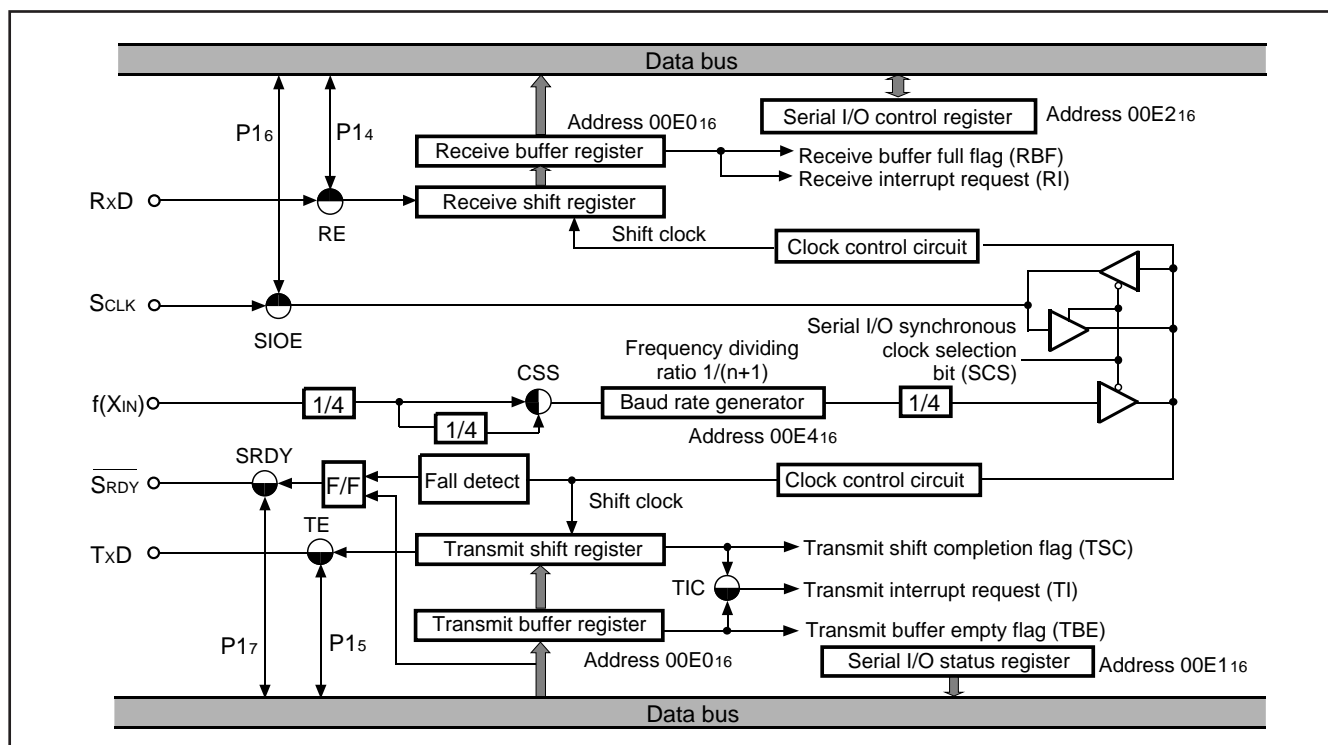 Data bus
P16
P14
Address 00E016
Serial I/O control register
Address 00E216
Receive buffer register
Receive buffer full flag (RBF)
Receive interrupt request (RI)
RXD
RE
Receive shift register
Shift clock
Clock control circuit
SCLK
SIOE
Serial I/O synchronous
clock selection
bit (SCS)
Frequency dividing
ratio 1/(n+1)
CSS
f(XIN)
1/4
1/4
Baud rate generator
1/4
Address 00E416
SRDY
SRDY
F/F
Fall detect
Clock control circuit
Shift clock
TE
TXD
Transmit shift register
Transmit shift completion flag (TSC)
TIC
Transmit interrupt request (TI)
Transmit buffer register
Transmit buffer empty flag (TBE)
P17
P15
Address 00E016
Serial I/O status register
Address 00E116
Data bus